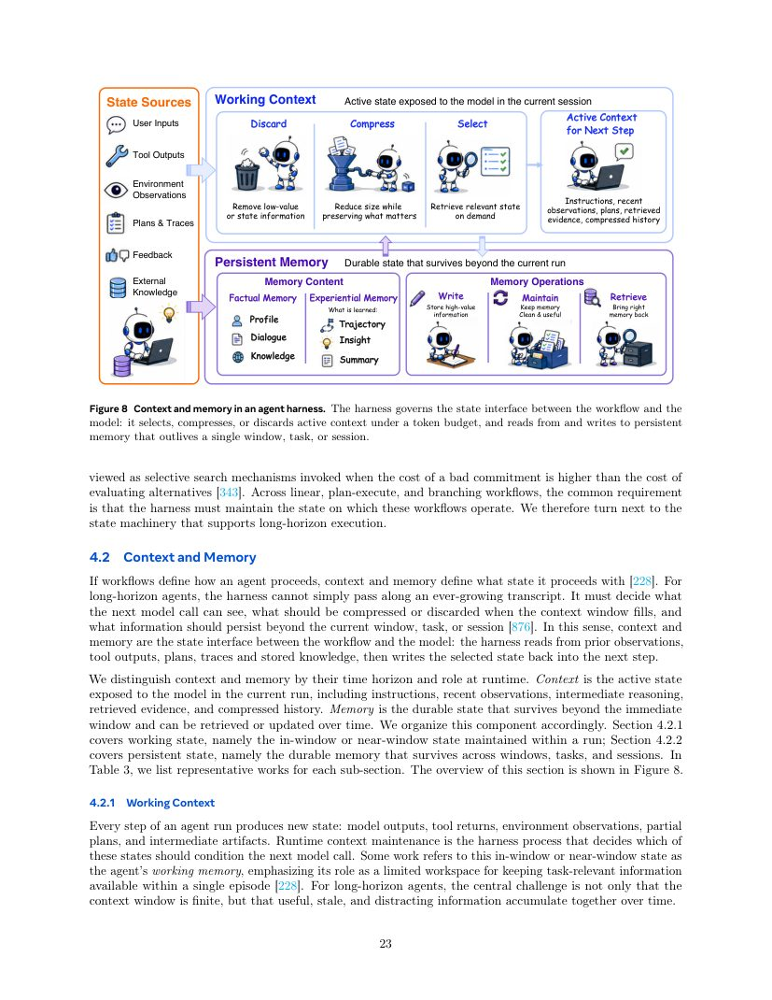 State Sources
User Inputs
Tool Outputs
Environment
Observations
Plans & Traces
Feedback
External
Knowledge
Working Context
Active state exposed to the model in the current session
Discard
Remove low-value
or state information
Compress
Reduce size while
preserving what matters
Select
Retrieve relevant state
on demand
Active Context
for Next Step
Instructions, recent
observations, plans, retrieved
evidence, compressed history
Persistent Memory
Durable state that survives beyond the current run
Memory Content
Factual Memory
Profile
Dialogue
Knowledge
Experiential Memory
What is learned:
Trajectory
Insight
Summary
Memory Operations
Write
Store high-value
information
Maintain
Keep memory
Clean & useful
Retrieve
Bring right
memory back
Figure 8 Context and memory in an agent harness. The harness governs the state interface between the workflow and the
model: it selects, compresses, or discards active context under a token budget, and reads from and writes to persistent
memory that outlives a single window, task, or session.
viewed as selective search mechanisms invoked when the cost of a bad commitment is higher than the cost of
evaluating alternatives [343]. Across linear, plan-execute, and branching workflows, the common requirement
is that the harness must maintain the state on which these workflows operate. We therefore turn next to the
state machinery that supports long-horizon execution.
4.2 Context and Memory
If workflows define how an agent proceeds, context and memory define what state it proceeds with [228]. For
long-horizon agents, the harness cannot simply pass along an ever-growing transcript. It must decide what
the next model call can see, what should be compressed or discarded when the context window fills, and
what information should persist beyond the current window, task, or session [876]. In this sense, context and
memory are the state interface between the workflow and the model: the harness reads from prior observations,
tool outputs, plans, traces and stored knowledge, then writes the selected state back into the next step.
We distinguish context and memory by their time horizon and role at runtime. Context is the active state
exposed to the model in the current run, including instructions, recent observations, intermediate reasoning,
retrieved evidence, and compressed history. Memory is the durable state that survives beyond the immediate
window and can be retrieved or updated over time. We organize this component accordingly. Section 4.2.1
covers working state, namely the in-window or near-window state maintained within a run; Section 4.2.2
covers persistent state, namely the durable memory that survives across windows, tasks, and sessions. In
Table 3, we list representative works for each sub-section. The overview of this section is shown in Figure 8.
4.2.1 Working Context
Every step of an agent run produces new state: model outputs, tool returns, environment observations, partial
plans, and intermediate artifacts. Runtime context maintenance is the harness process that decides which of
these states should condition the next model call. Some work refers to this in-window or near-window state as
the agent's working memory, emphasizing its role as a limited workspace for keeping task-relevant information
available within a single episode [228]. For long-horizon agents, the central challenge is not only that the
context window is finite, but that useful, stale, and distracting information accumulate together over time.
23